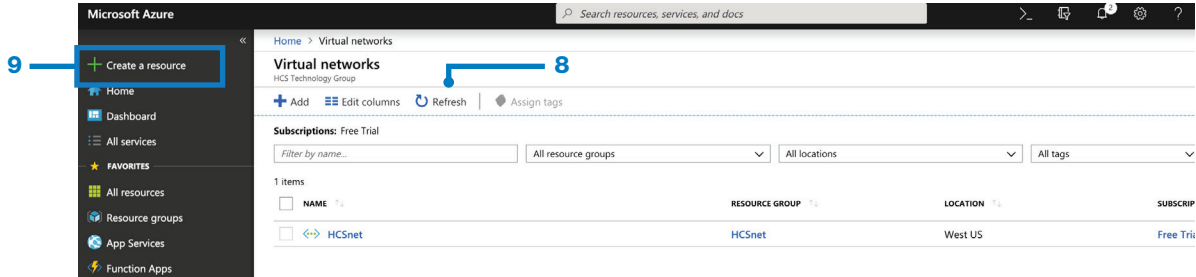 Microsoft Azure
Search resources, services, and docs
2
?
«
Home > Virtual networks
9
Create a resource
Virtual networks
8
HCS Technology Group
Home
Add Edit columns Refresh Assign tags
Dashboard
Subscriptions: Free Trial
All services
Filter by name...
All resource groups
All locations
All tags
FAVORITES
1 items
All resources
NAME
RESOURCE GROUP
LOCATION
SUBSCRIP
Resource groups
HCSnet
HCSnet
West US
Free Tria
App Services
Function Apps